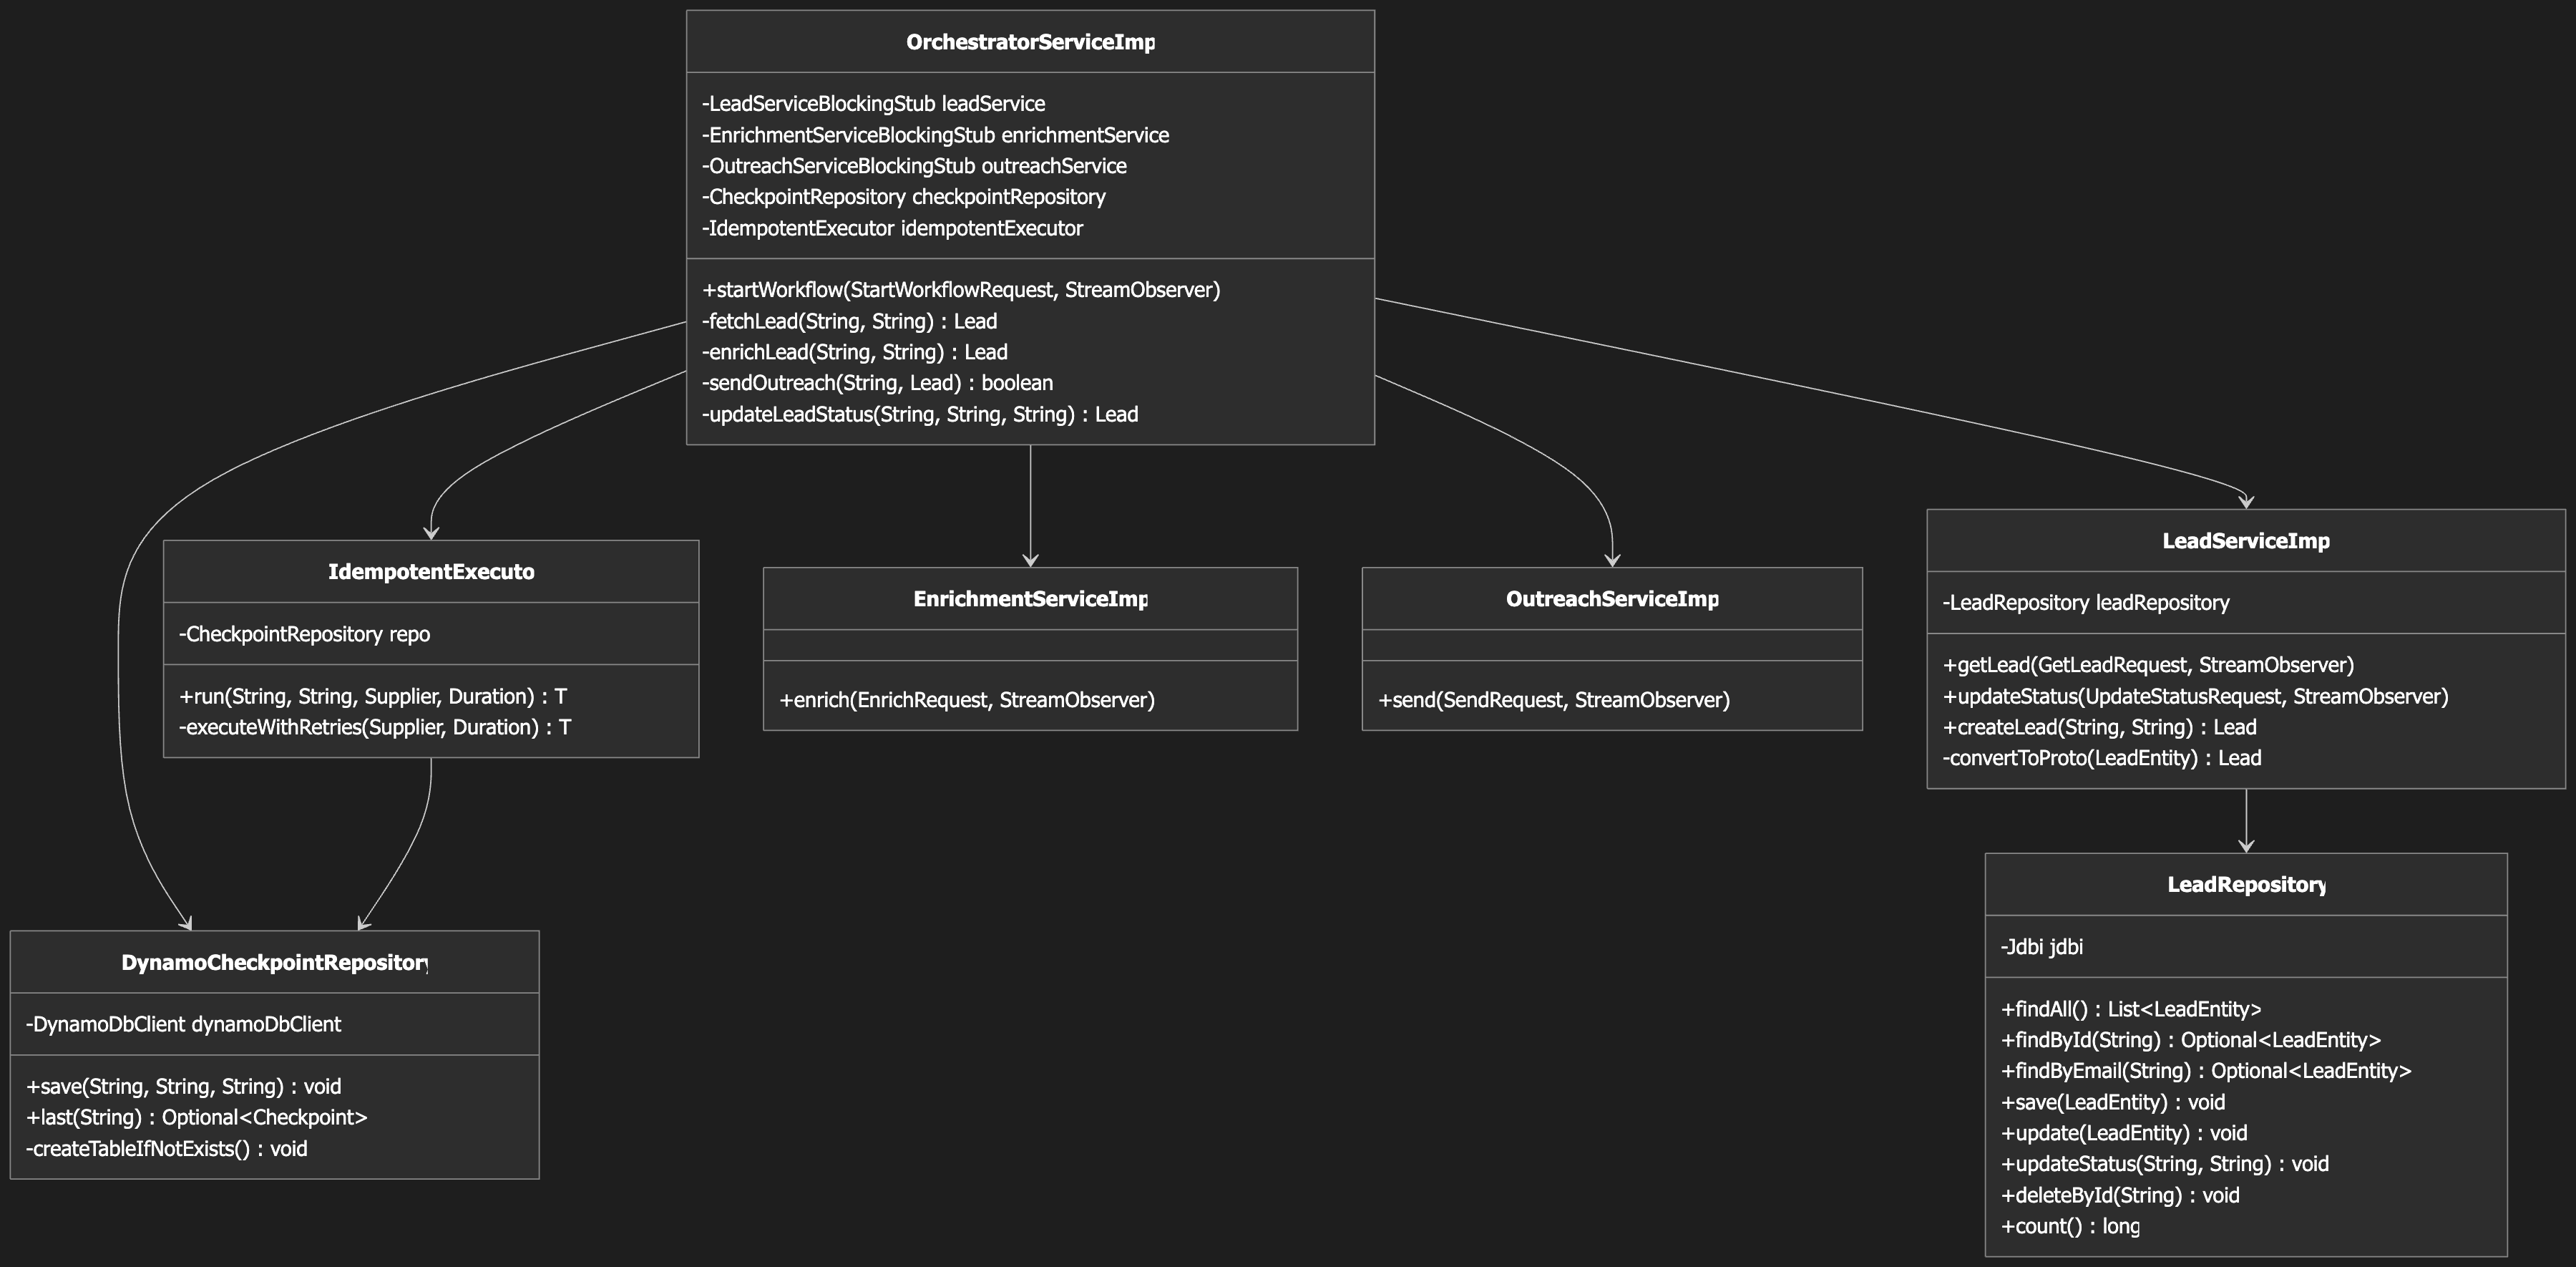 OrchestratorServiceImp
-LeadServiceBlockingStub leadService
-EnrichmentServiceBlockingStub enrichmentService
-OutreachServiceBlockingStub outreachService
-CheckpointRepository checkpointRepository
-IdempotentExecutor idempotentExecutor
+startWorkflow(StartWorkflowRequest, StreamObserver)
-fetchLead(String, String) : Lead
-enrichLead(String, String) : Lead
-sendOutreach(String, Lead) : boolean
-updateLeadStatus(String, String, String) : Lead
IdempotentExecuto
-CheckpointRepository repo
+run(String, String, Supplier, Duration) : T
-executeWithRetries(Supplier, Duration) : T
EnrichmentServiceImp
+enrich(EnrichRequest, StreamObserver)
OutreachServiceImp
+send(SendRequest, StreamObserver)
LeadServiceImp
-LeadRepository leadRepository
+getLead(GetLeadRequest, StreamObserver)
+updateStatus(UpdateStatusRequest, StreamObserver)
+createLead(String, String) : Lead
-convertToProto(LeadEntity) : Lead
DynamoCheckpointRepository
-DynamoDbClient dynamoDbClient
+save(String, String, String) : void
+last(String) : Optional<Checkpoint>
-createTableIfNotExists() : void
LeadRepository
-Jdbi jdbi
+findAll() : List<LeadEntity>
+findById(String) : Optional<LeadEntity>
+findByEmail(String) : Optional<LeadEntity>
+save(LeadEntity) : void
+update(LeadEntity) : void
+updateStatus(String, String) : void
+deleteById(String) : void
+count() : long